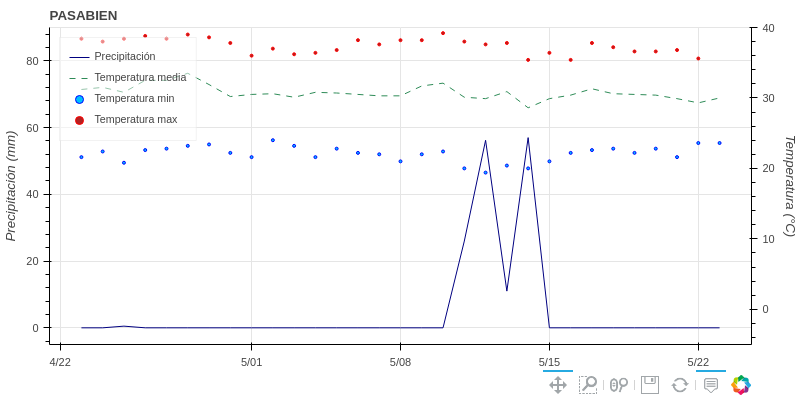 PASABIEN
Precipitación
Temperatura media
Temperatura min
Temperatura max
Precipitación (mm)
80
60
40
20
0
Temperatura (°C)
40
30
20
10
0
4/22
5/01
5/08
5/15
5/22